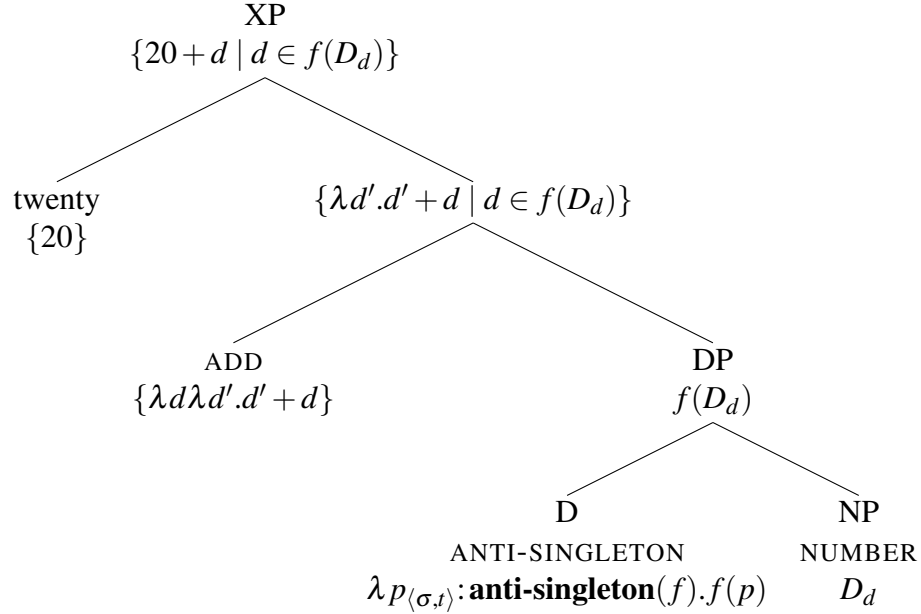 XP
{20 + d | d ∈ f(D_d)}
twenty
{20}
{λd′.d′ + d | d ∈ f(D_d)}
ADD
{λdλd′.d′ + d}
DP
f(D_d)
D
ANTI-SINGLETON
λp_⟨σ,t⟩: anti-singleton(f).f(p)
NP
NUMBER
D_d